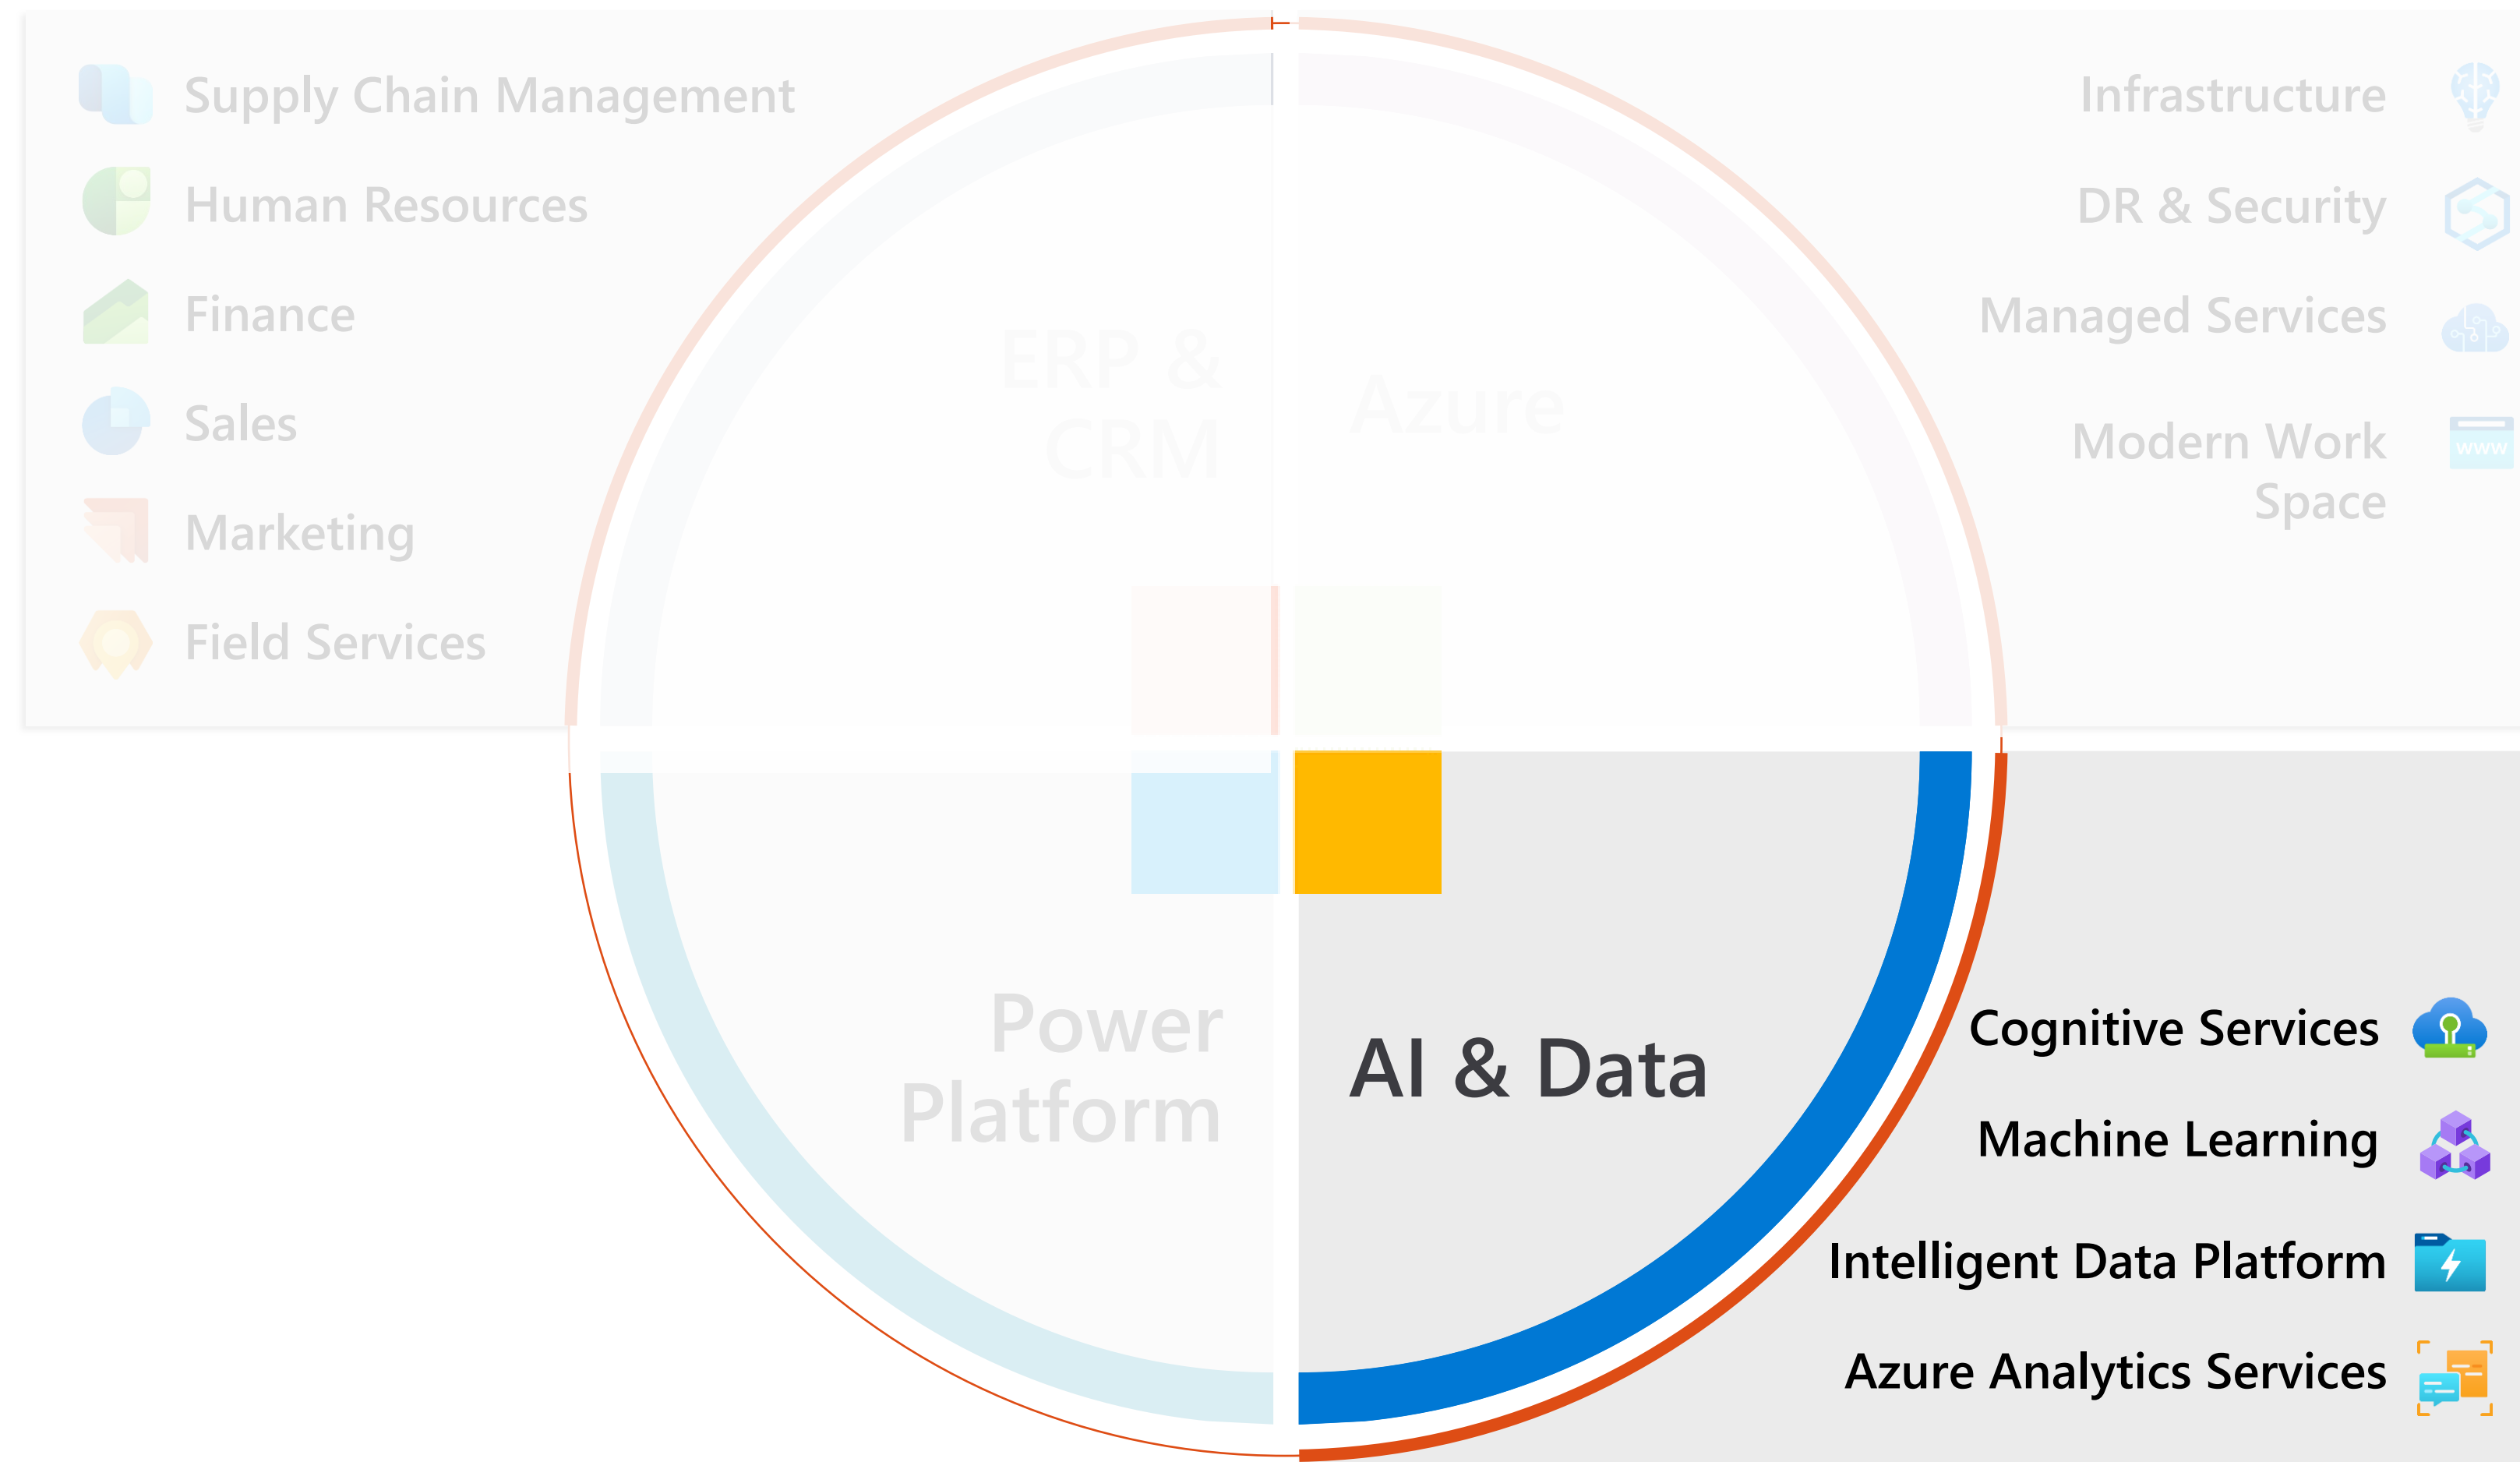 Supply Chain Management
Human Resources
Finance
Sales
Marketing
Field Services
ERP &
CRM
Azure
Infrastructure
DR & Security
Managed Services
Modern Work
Space
www
Power
Platform
AI & Data
Cognitive Services
Machine Learning
Intelligent Data Platform
Azure Analytics Services